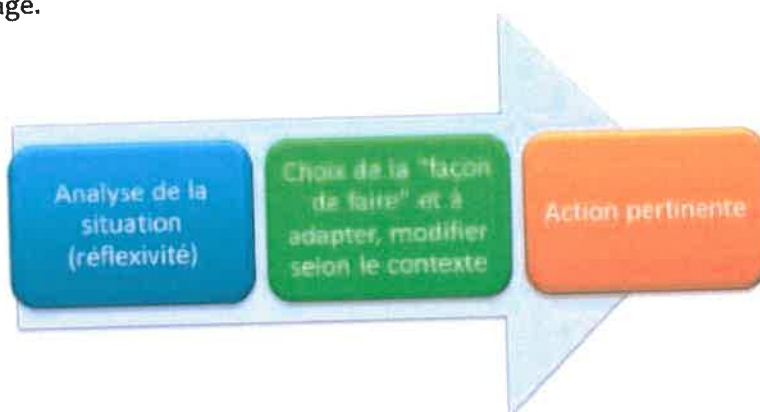 age.
Analyse de la
situation
(réflexivité)
Choix de la "façon
de faire" et à
adapter, modifier
selon le contexte
Action pertinente